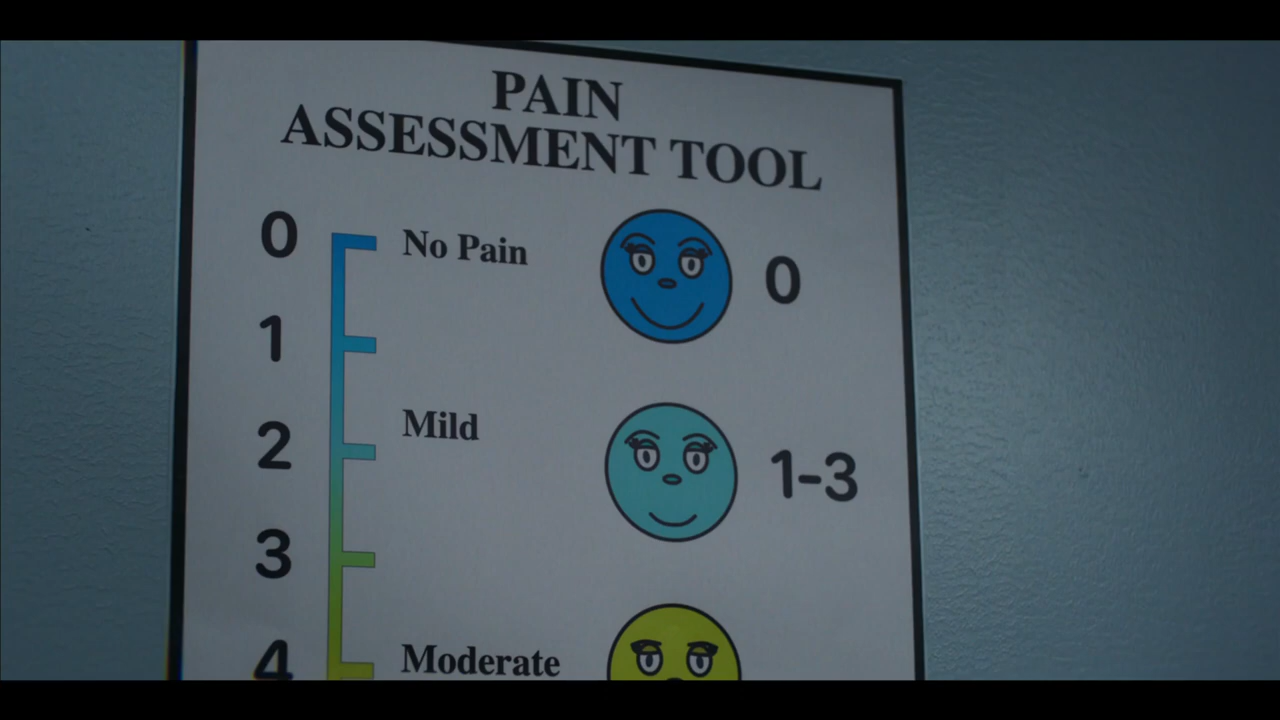 PAIN
ASSESSMENT TOOL
0 No Pain 0
1
2 Mild 1-3
3
4 Moderate